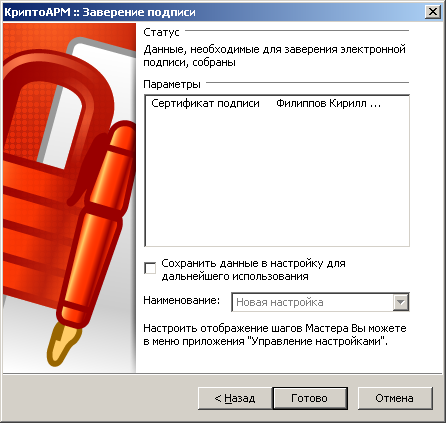 КриптоАРМ :: Заверение подписи
Статус
Данные, необходимые для заверения электронной
подписи, собраны
Параметры
Сертификат подписи Филиппов Кирилл ...
Сохранить данные в настройку для
дальнейшего использования
Наименование: Новая настройка
Настроить отображение шагов Мастера Вы можете
в меню приложения "Управление настройками".
< Назад Готово Отмена